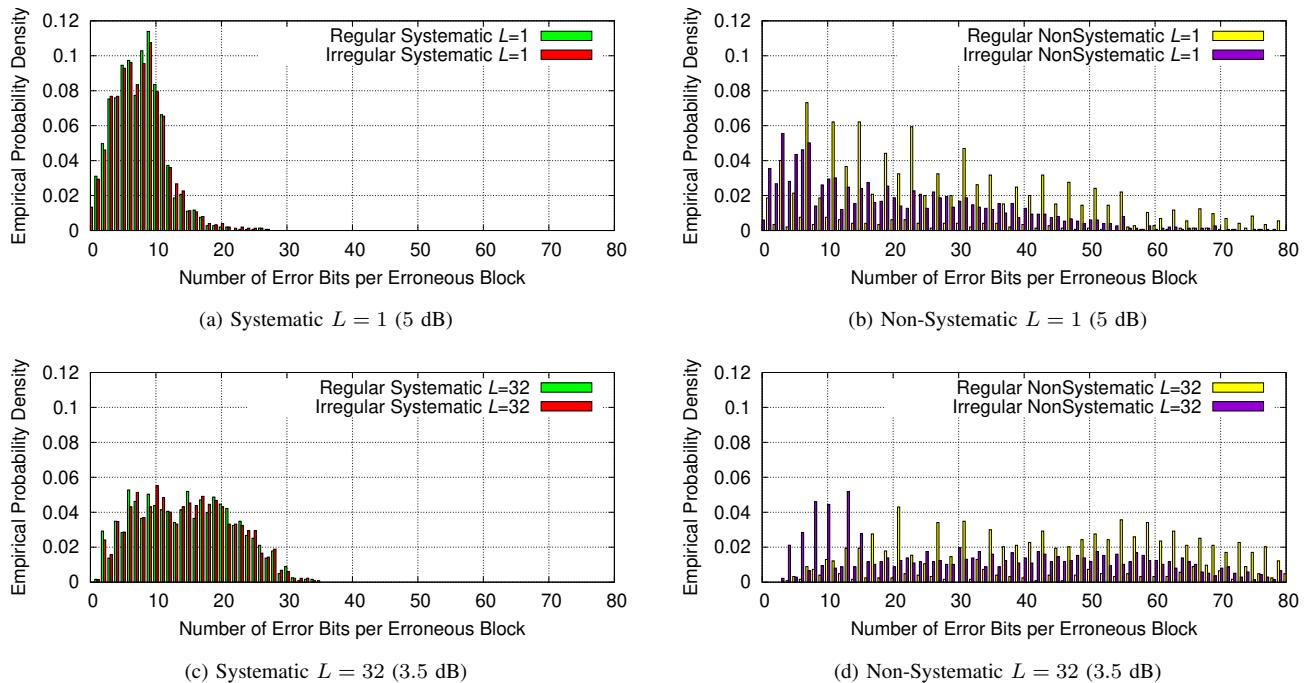 Empirical Probability Density
0.12
0.1
0.08
0.06
0.04
0.02
0
Regular Systematic L=1
Irregular Systematic L=1
0 10 20 30 40 50 60 70 80
Number of Error Bits per Erroneous Block
(a) Systematic L = 1 (5 dB)
Empirical Probability Density
0.12
0.1
0.08
0.06
0.04
0.02
0
Regular NonSystematic L=1
Irregular NonSystematic L=1
0 10 20 30 40 50 60 70 80
Number of Error Bits per Erroneous Block
(b) Non-Systematic L = 1 (5 dB)
Empirical Probability Density
0.12
0.1
0.08
0.06
0.04
0.02
0
Regular Systematic L=32
Irregular Systematic L=32
0 10 20 30 40 50 60 70 80
Number of Error Bits per Erroneous Block
(c) Systematic L = 32 (3.5 dB)
Empirical Probability Density
0.12
0.1
0.08
0.06
0.04
0.02
0
Regular NonSystematic L=32
Irregular NonSystematic L=32
0 10 20 30 40 50 60 70 80
Number of Error Bits per Erroneous Block
(d) Non-Systematic L = 32 (3.5 dB)